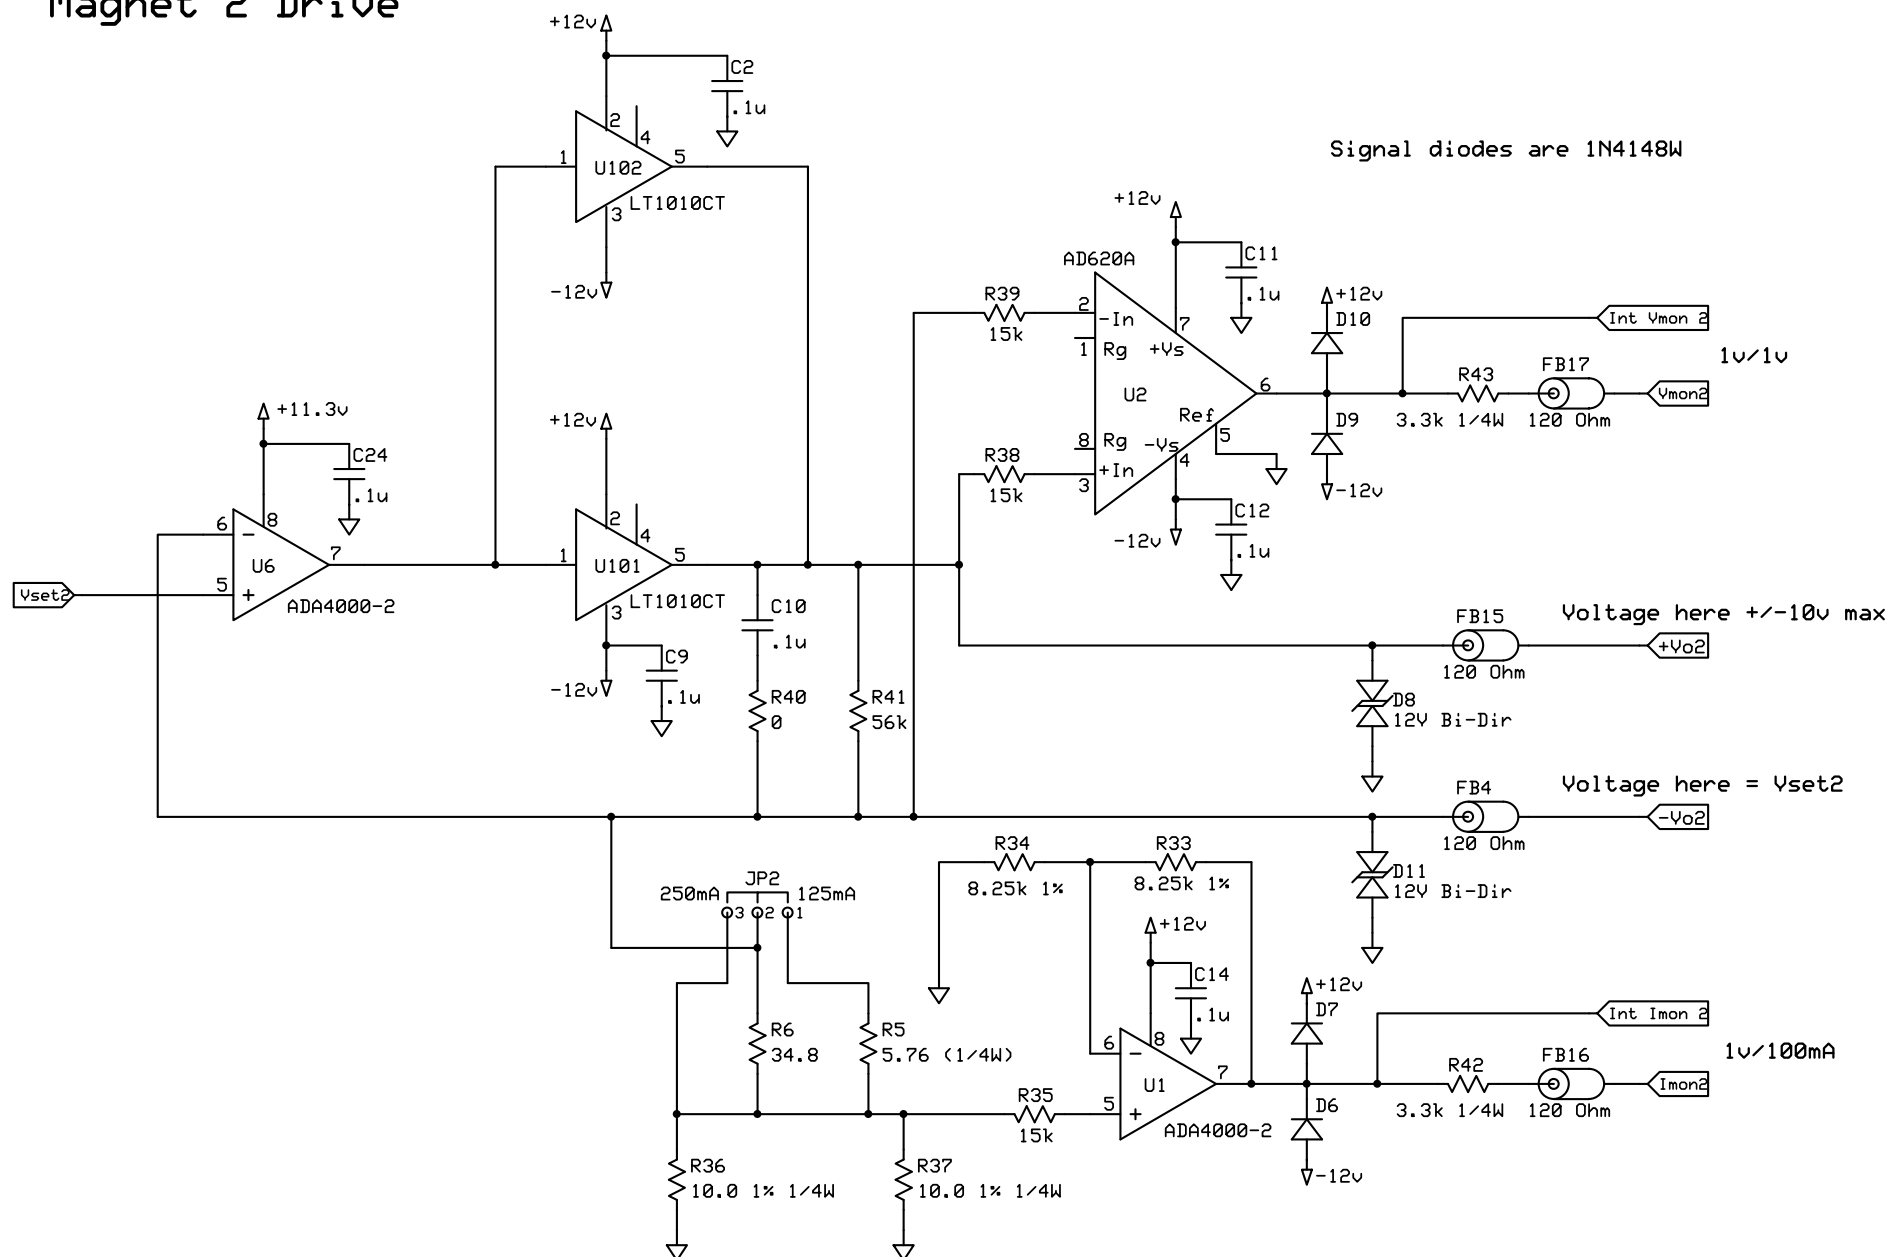 Magnet 2 Drive
+12v
C2
.1u
2
4
1
U102
5
LT1010CT
3
-12v
Signal diodes are 1N4148W
+12v
C11
.1u
AD620A
R39
15k
2
-In
7
1
Rg
+Vs
U2
6
Ref
5
8
Rg
-Vs
4
R38
15k
+In
3
C12
.1u
-12v
+12v
D10
D9
-12v
Int Vmon 2
1v/1v
R43
3.3k 1/4W
FB17
120 Ohm
Vmon2
+11.3v
C24
.1u
8
6
-
7
U6
5
+
ADA4000-2
Vset2
+12v
2
4
1
U101
5
LT1010CT
3
C9
.1u
-12v
C10
.1u
R40
0
R41
56k
Voltage here +/-10v max
FB15
120 Ohm
+Vo2
D8
12V Bi-Dir
Voltage here = Vset2
FB4
120 Ohm
-Vo2
D11
12V Bi-Dir
R34
8.25k 1%
R33
8.25k 1%
JP2
250mA
125mA
3
2
1
+12v
C14
.1u
8
6
-
7
U1
5
+
ADA4000-2
R6
34.8
R5
5.76 (1/4W)
R35
15k
R36
10.0 1% 1/4W
R37
10.0 1% 1/4W
+12v
D7
D6
-12v
Int Imon 2
1v/100mA
R42
3.3k 1/4W
FB16
120 Ohm
Imon2